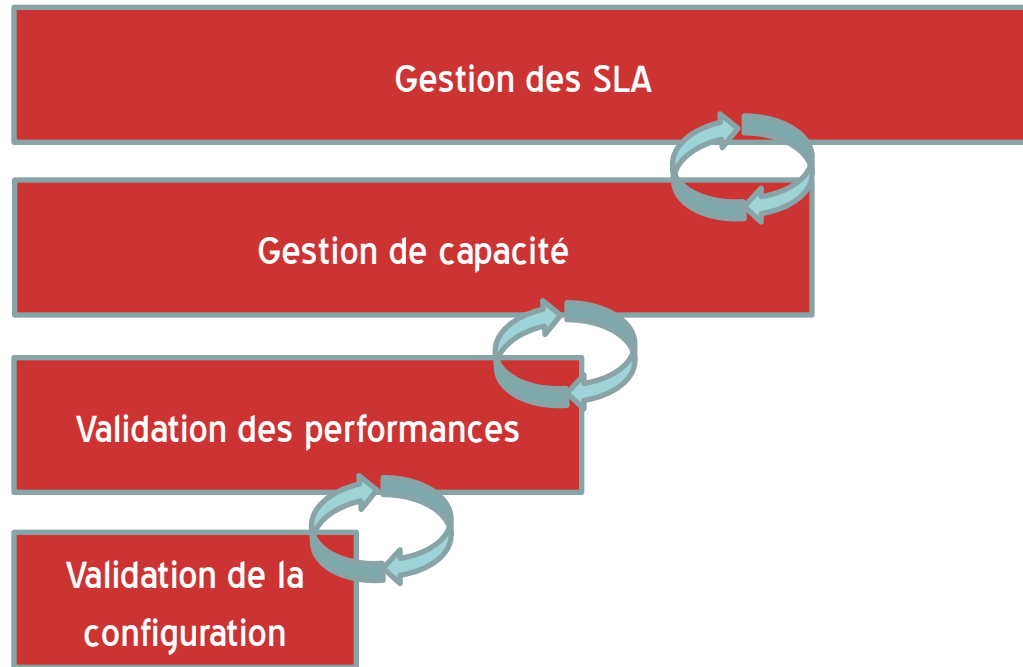 Gestion des SLA
Gestion de capacité
Validation des performances
Validation de la
configuration